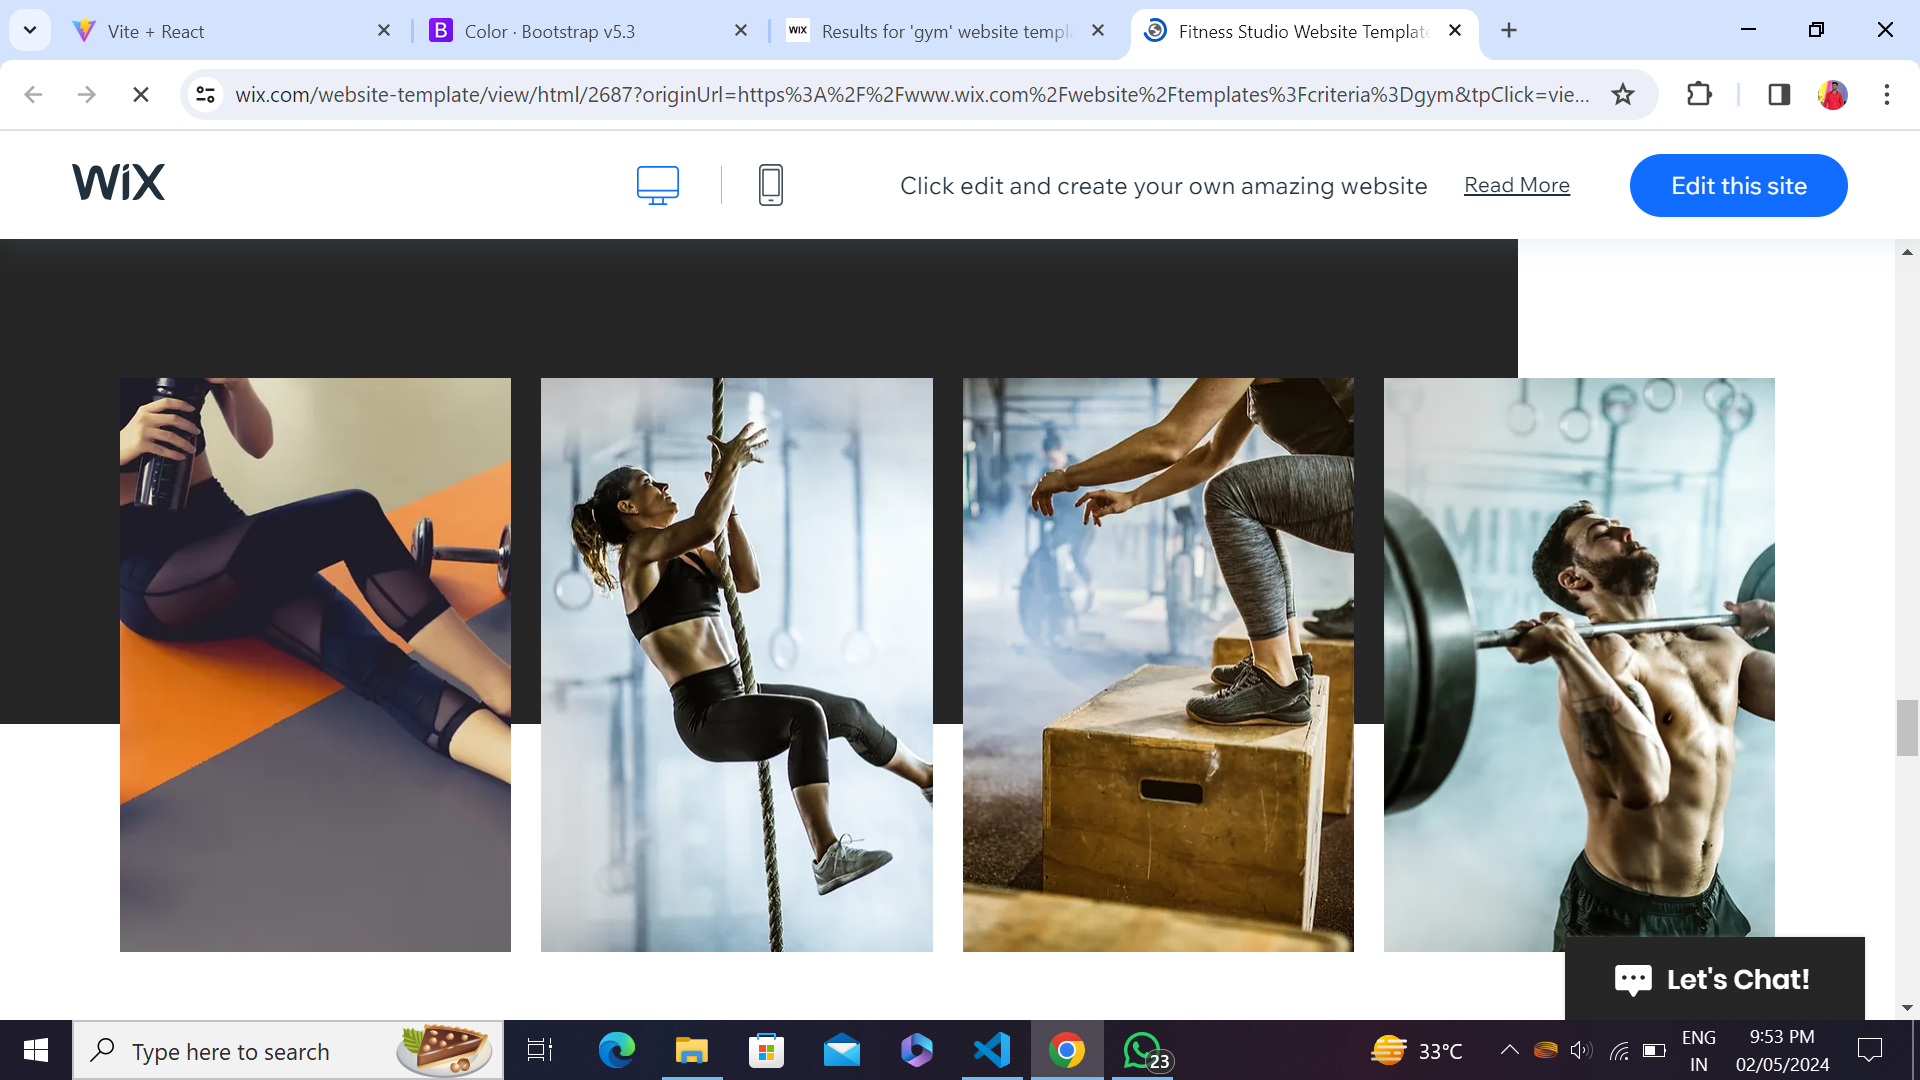 Vite + React
B Color · Bootstrap v5.3
WIX Results for 'gym' website templ
Fitness Studio Website Template
wix.com/website-template/view/html/2687?originUrl=https%3A%2F%2Fwww.wix.com%2Fwebsite%2Ftemplates%3Fcriteria%3Dgym&tpClick=vie...
WiX
Click edit and create your own amazing website
Read More
Edit this site
Let's Chat!
Type here to search
23
33°C
ENG
IN
9:53 PM
02/05/2024